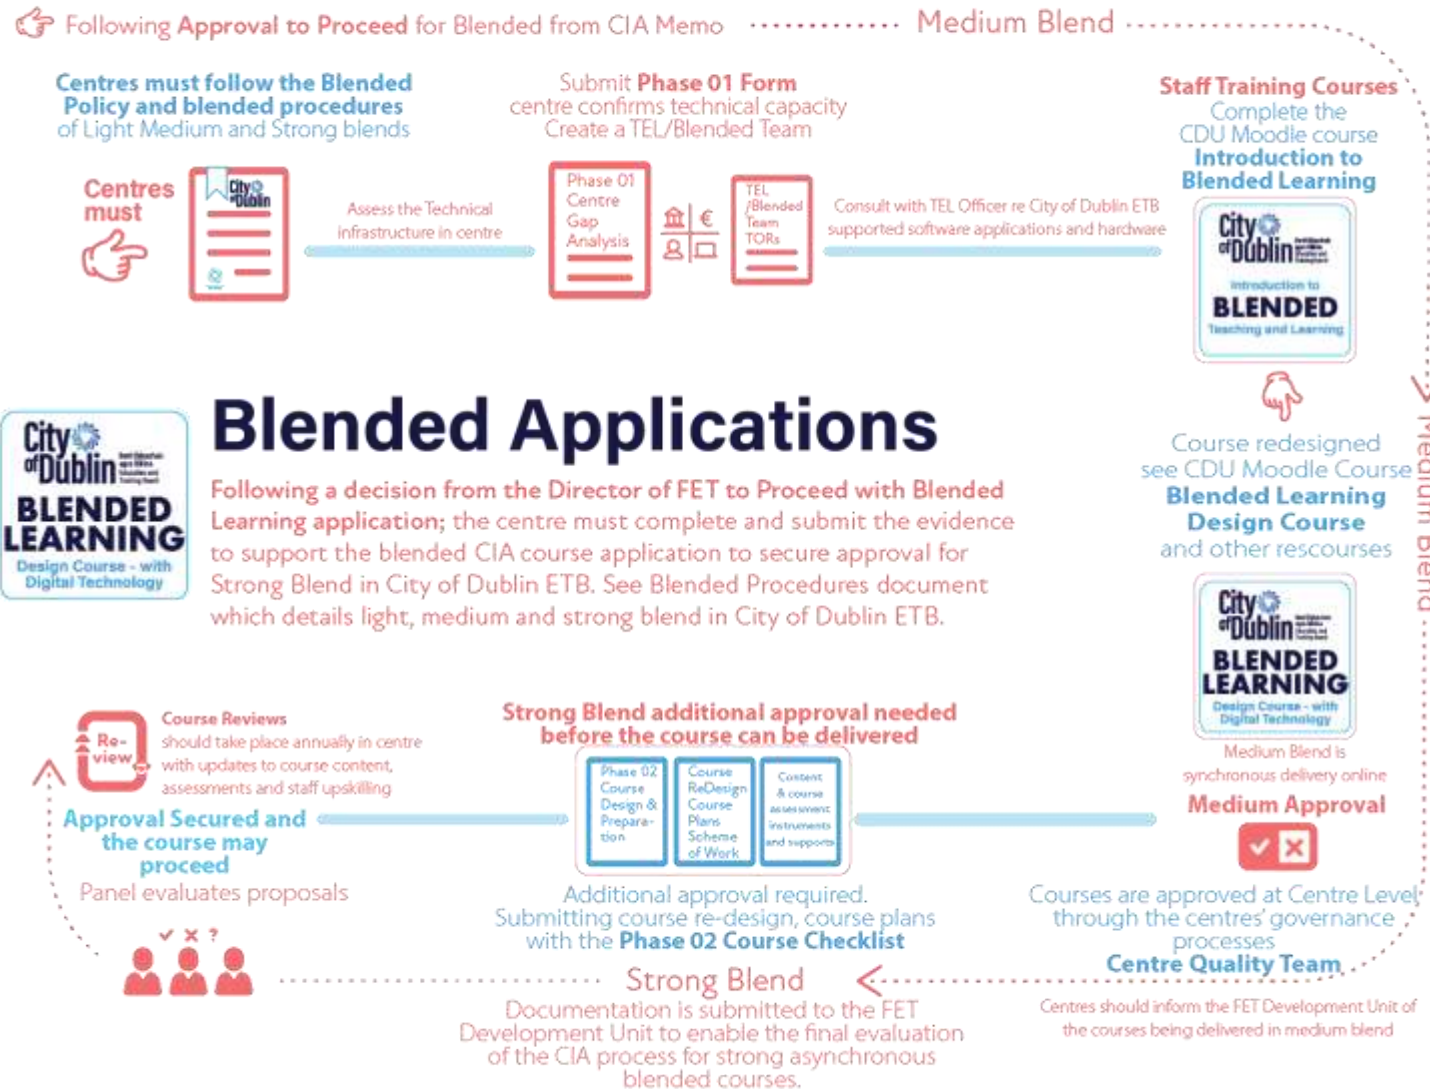 Following Approval to Proceed for Blended from CIA Memo
Medium Blend
Centres must follow the Blended
Policy and blended procedures
of Light Medium and Strong blends
Centres
must
City
of Dublin
Assess the Technical
infrastructure in centre
Submit Phase 01 Form
centre confirms technical capacity
Create a TEL/Blended Team
Phase 01
Centre
Gap
Analysis
€
TEL
/Blended
Team
TORs
Consult with TEL Officer re City of Dublin ETB
supported software applications and hardware
Staff Training Courses
Complete the
CDU Moodle course
Introduction to
Blended Learning
City
of Dublin
Introduction to
BLENDED
Teaching and Learning
Medium Blend
Course redesigned
see CDU Moodle Course
Blended Learning
Design Course
and other rescourses
City
of Dublin
BLENDED
LEARNING
Design Course - with
Digital Technology
City
of Dublin
BLENDED
LEARNING
Design Course - with
Digital Technology
Blended Applications
Following a decision from the Director of FET to Proceed with Blended
Learning application; the centre must complete and submit the evidence
to support the blended CIA course application to secure approval for
Strong Blend in City of Dublin ETB. See Blended Procedures document
which details light, medium and strong blend in City of Dublin ETB.
Medium Blend is
synchronous delivery online
Medium Approval
Courses are approved at Centre Level
through the centres' governance
processes
Centre Quality Team
Centres should inform the FET Development Unit of
the courses being delivered in medium blend
Strong Blend additional approval needed
before the course can be delivered
Phase 02
Course
Design &
Prepara-
tion
Course
ReDesign
Course
Plans
Scheme
of Work
Content
& course
assessment
instruments
and supports
Additional approval required.
Submitting course re-design, course plans
with the Phase 02 Course Checklist
Strong Blend
Documentation is submitted to the FET
Development Unit to enable the final evaluation
of the CIA process for strong asynchronous
blended courses.
Re-
view
Course Reviews
should take place annually in centre
with updates to course content,
assessments and staff upskilling
Approval Secured and
the course may
proceed
Panel evaluates proposals
?